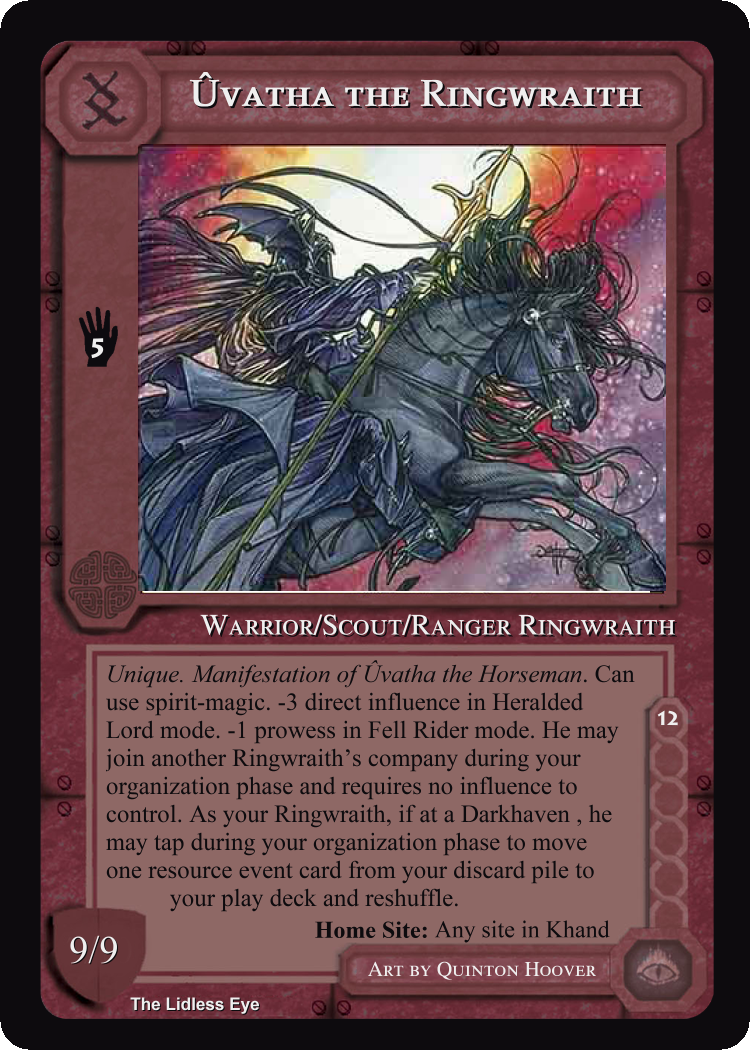 Ûvatha the Ringwraith
5
Warrior/Scout/Ranger Ringwraith
Unique. Manifestation of Ûvatha the Horseman. Can
use spirit-magic. -3 direct influence in Heralded
Lord mode. -1 prowess in Fell Rider mode. He may
join another Ringwraith’s company during your
organization phase and requires no influence to
control. As your Ringwraith, if at a Darkhaven , he
may tap during your organization phase to move
one resource event card from your discard pile to
your play deck and reshuffle.
12
Home Site: Any site in Khand
9/9
Art by Quinton Hoover
The Lidless Eye